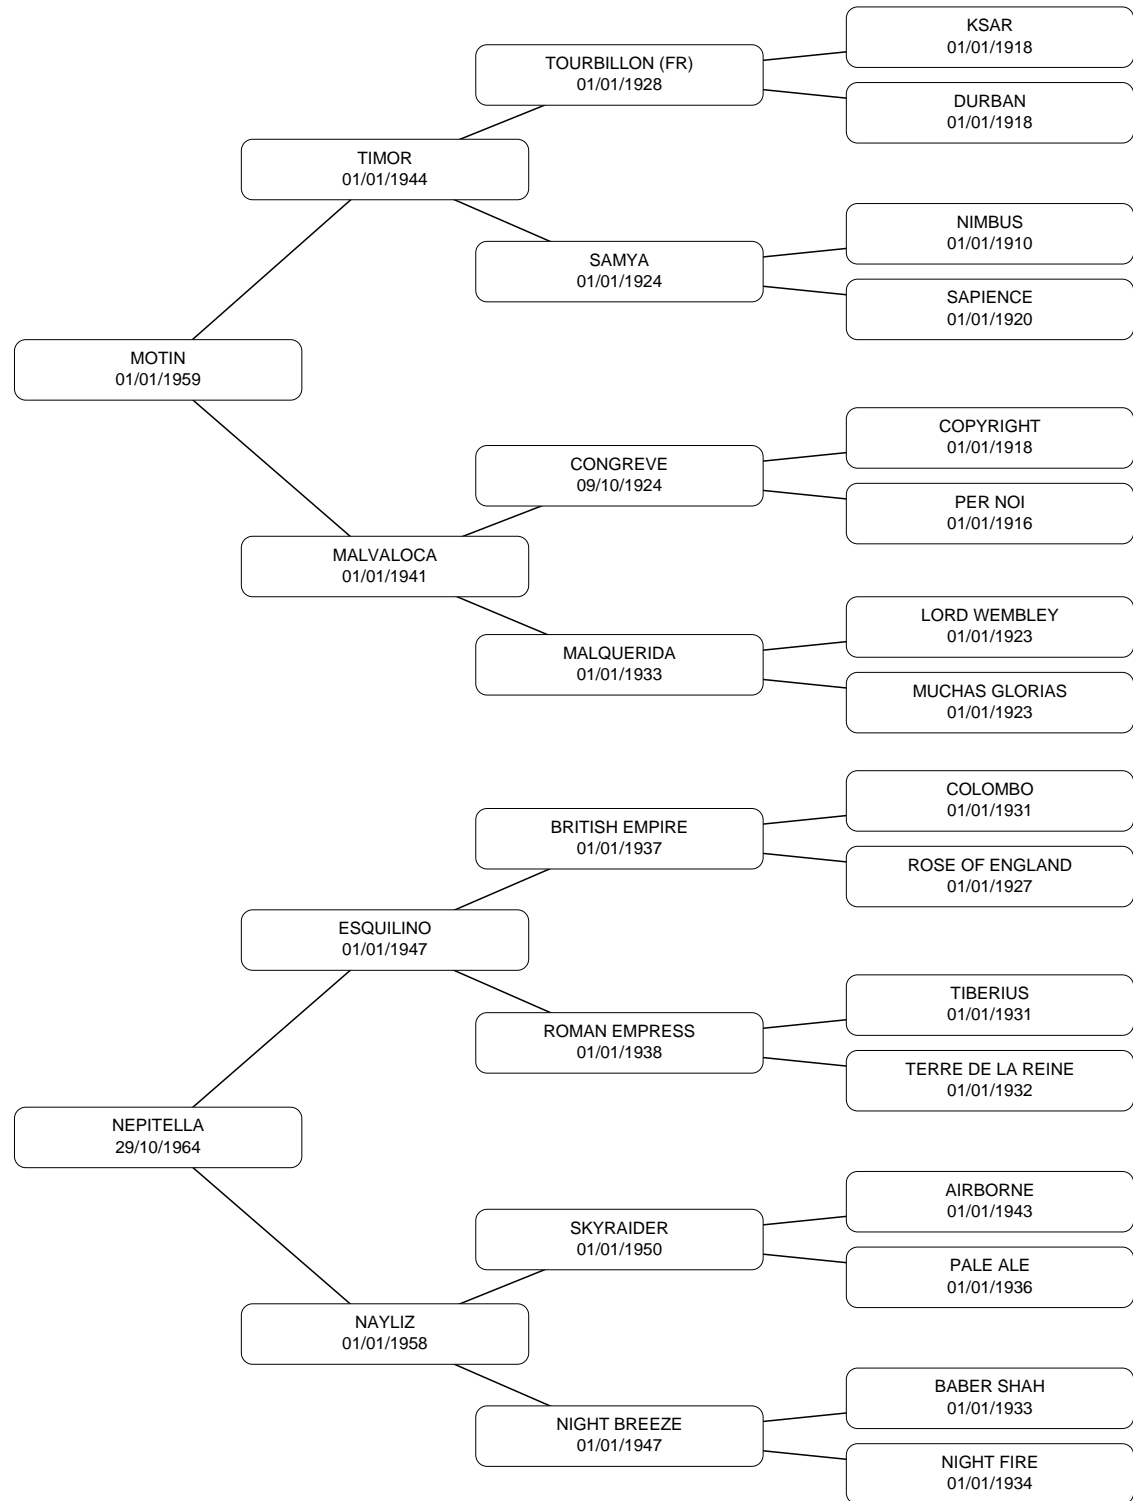 KSAR
01/01/1918
TOURBILLON (FR)
01/01/1928
DURBAN
01/01/1918
TIMOR
01/01/1944
NIMBUS
01/01/1910
SAMYA
01/01/1924
SAPIENCE
01/01/1920
MOTIN
01/01/1959
COPYRIGHT
01/01/1918
CONGREVE
09/10/1924
PER NOI
01/01/1916
MALVALOCA
01/01/1941
LORD WEMBLEY
01/01/1923
MALQUERIDA
01/01/1933
MUCHAS GLORIAS
01/01/1923
COLOMBO
01/01/1931
BRITISH EMPIRE
01/01/1937
ROSE OF ENGLAND
01/01/1927
ESQUILINO
01/01/1947
TIBERIUS
01/01/1931
ROMAN EMPRESS
01/01/1938
TERRE DE LA REINE
01/01/1932
NEPITELLA
29/10/1964
AIRBORNE
01/01/1943
SKYRAIDER
01/01/1950
PALE ALE
01/01/1936
NAYLIZ
01/01/1958
BABER SHAH
01/01/1933
NIGHT BREEZE
01/01/1947
NIGHT FIRE
01/01/1934